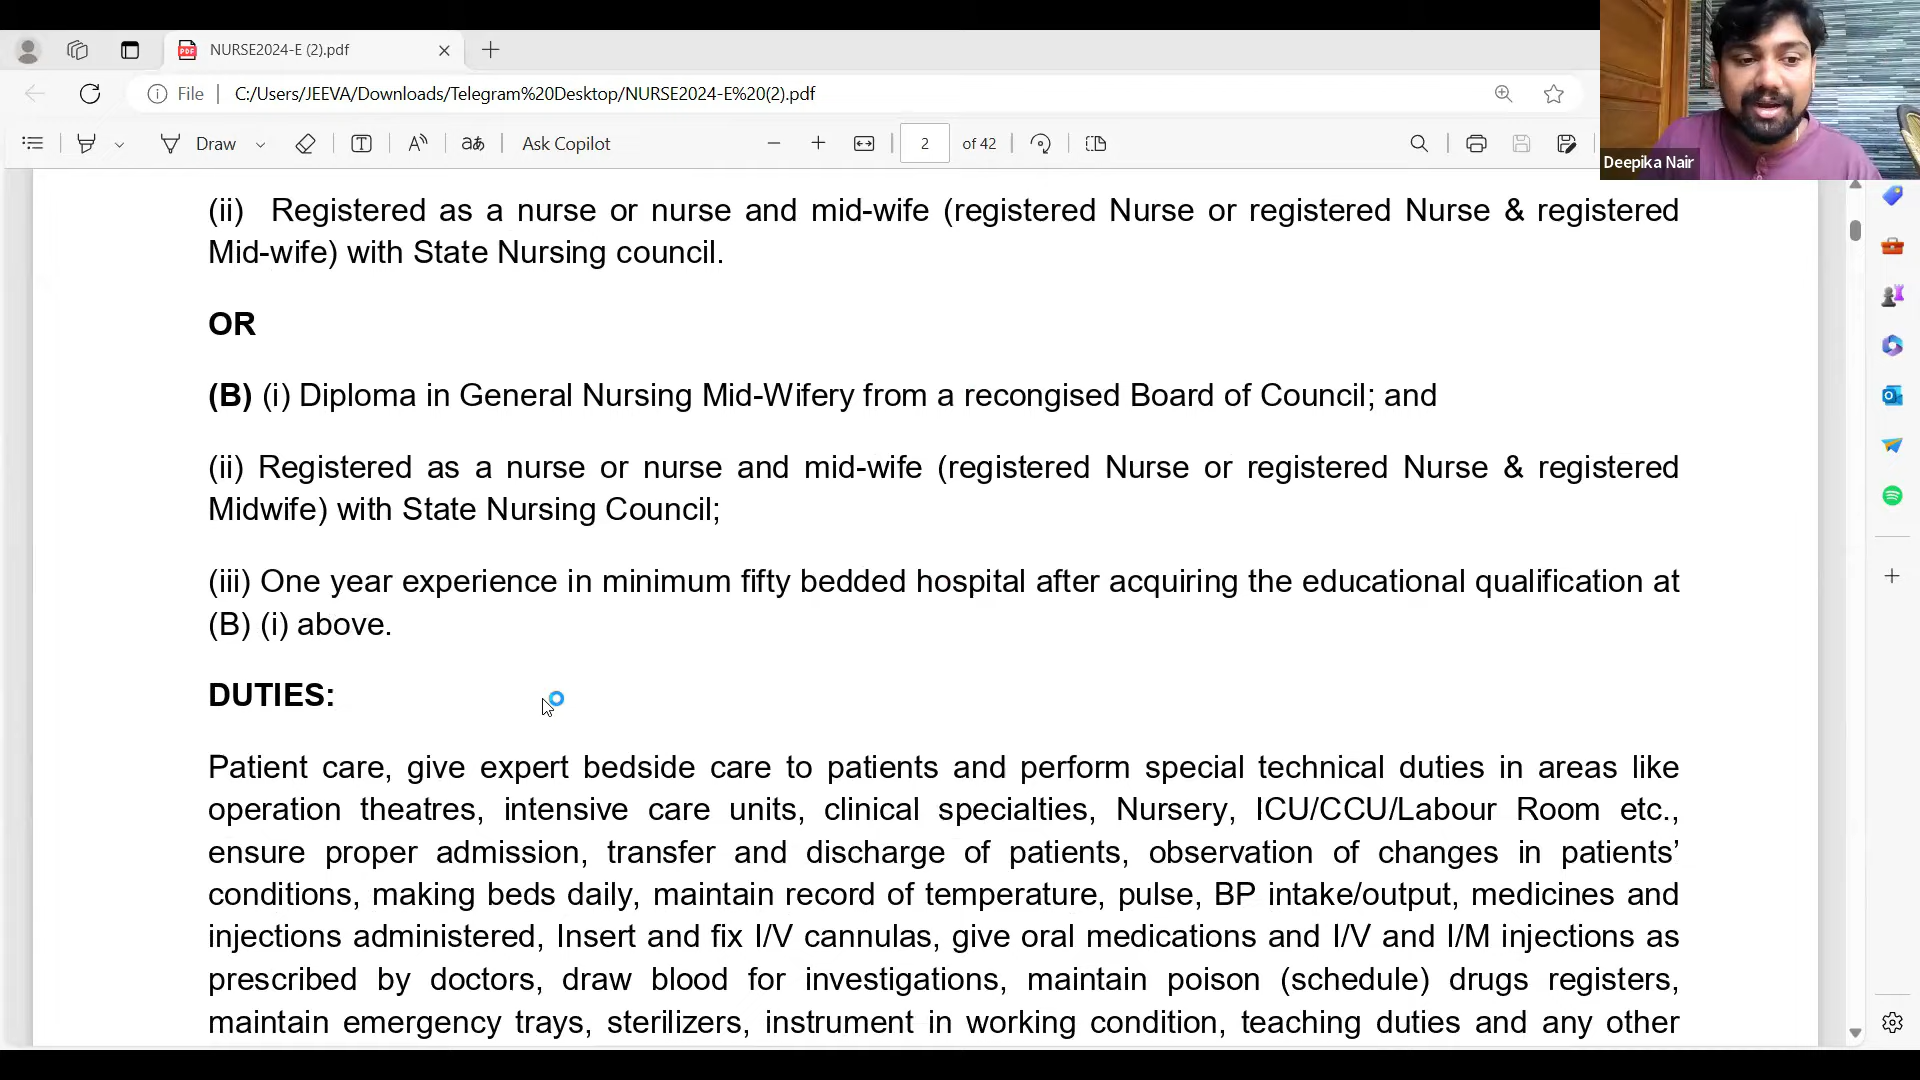 NURSE2024-E (2).pdf
File
C:/Users/JEEVA/Downloads/Telegram%20Desktop/NURSE2024-E%20(2).pdf
Draw
Ask Copilot
2 of 42
Deepika Nair
(ii) Registered as a nurse or nurse and mid-wife (registered Nurse or registered Nurse & registered
Mid-wife) with State Nursing council.
OR
(B) (i) Diploma in General Nursing Mid-Wifery from a recongised Board of Council; and
(ii) Registered as a nurse or nurse and mid-wife (registered Nurse or registered Nurse & registered
Midwife) with State Nursing Council;
(iii) One year experience in minimum fifty bedded hospital after acquiring the educational qualification at
(B) (i) above.
DUTIES:
Patient care, give expert bedside care to patients and perform special technical duties in areas like
operation theatres, intensive care units, clinical specialties, Nursery, ICU/CCU/Labour Room etc.,
ensure proper admission, transfer and discharge of patients, observation of changes in patients’
conditions, making beds daily, maintain record of temperature, pulse, BP intake/output, medicines and
injections administered, Insert and fix I/V cannulas, give oral medications and I/V and I/M injections as
prescribed by doctors, draw blood for investigations, maintain poison (schedule) drugs registers,
maintain emergency trays, sterilizers, instrument in working condition, teaching duties and any other